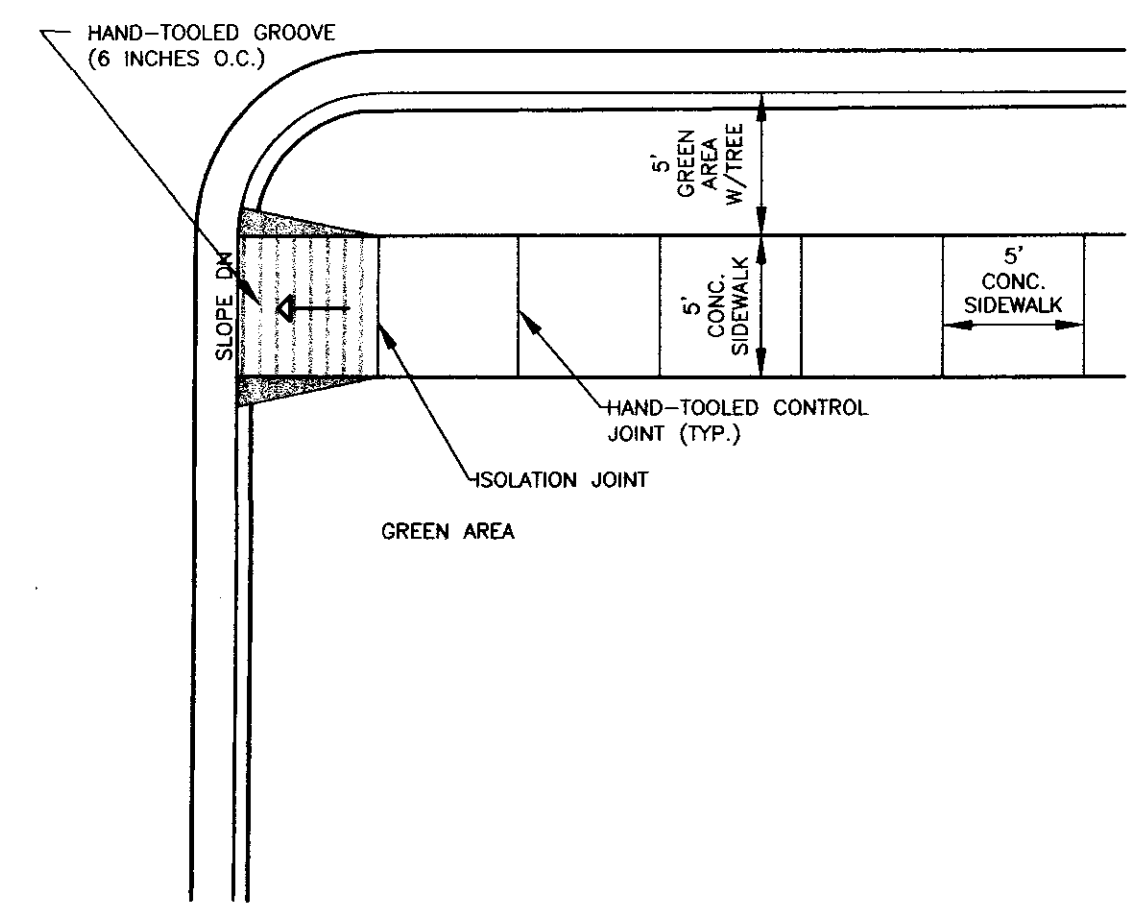 HAND-TOOLED GROOVE
(6 INCHES O.C.)
5'
GREEN
AREA
W/TREE
SLOPE DN
5'
CONC.
SIDEWALK
5'
CONC.
SIDEWALK
HAND-TOOLED CONTROL
JOINT (TYP.)
ISOLATION JOINT
GREEN AREA